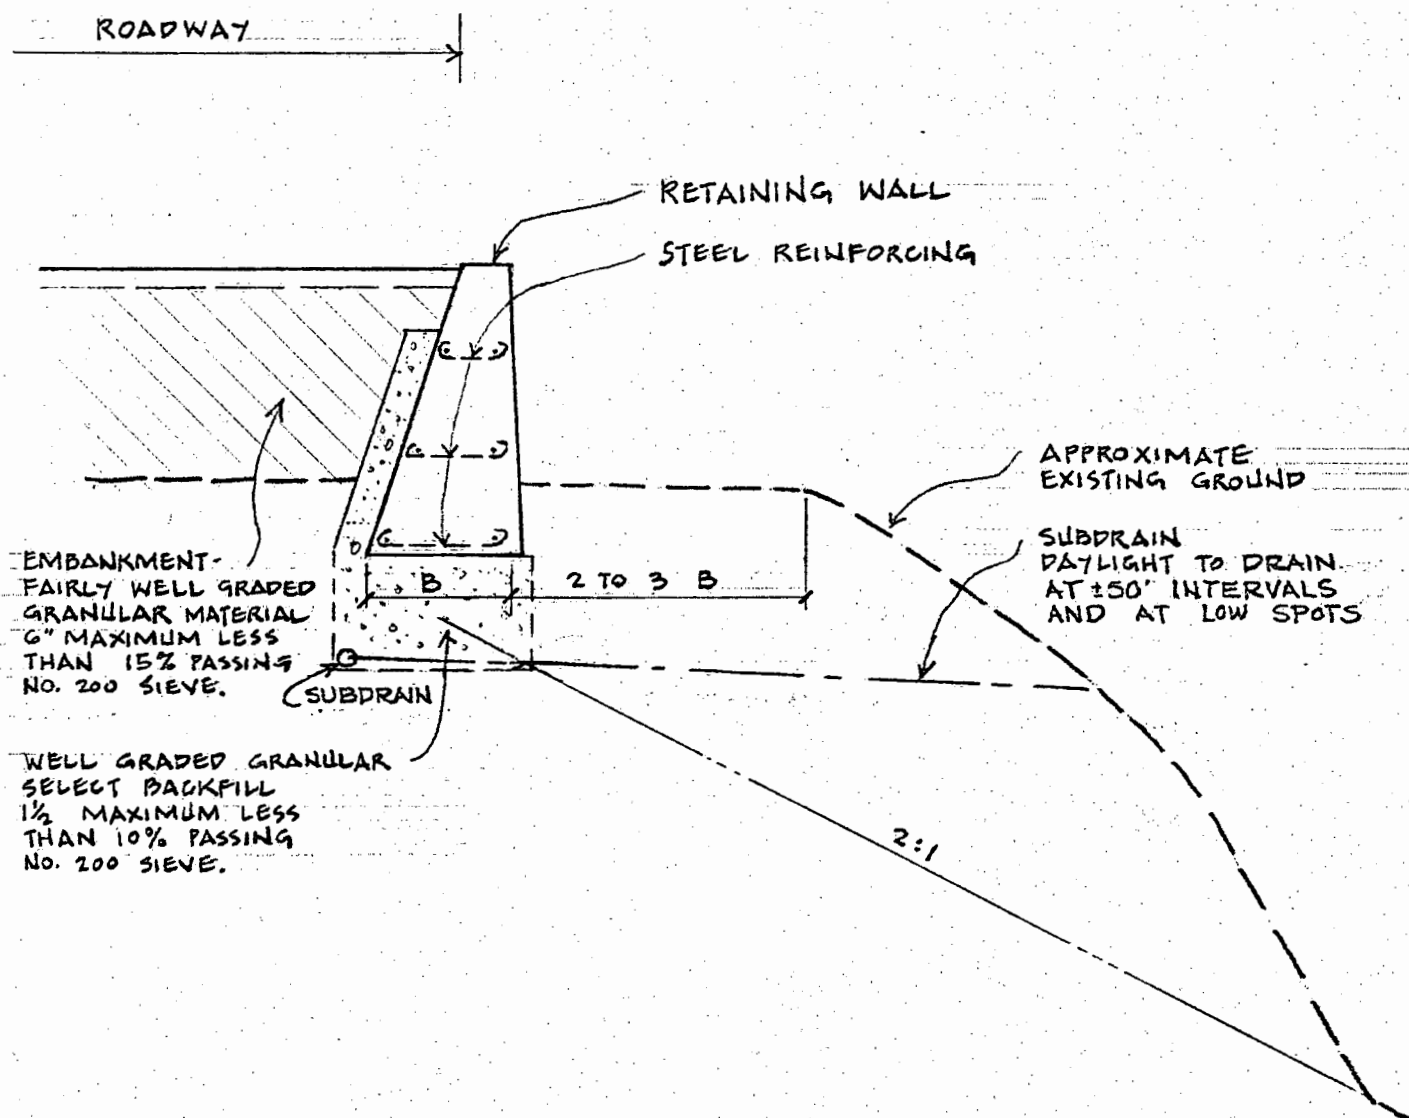 ROADWAY
RETAINING WALL
STEEL REINFORCING
APPROXIMATE
EXISTING GROUND
SUBDRAIN
DAYLIGHT TO DRAIN
AT ±50' INTERVALS
AND AT LOW SPOTS
EMBANKMENT-
FAIRLY WELL GRADED
GRANULAR MATERIAL
6" MAXIMUM LESS
THAN 15% PASSING
NO. 200 SIEVE.
B
2 TO 3 B
SUBDRAIN
WELL GRADED GRANULAR
SELECT BACKFILL
1½ MAXIMUM LESS
THAN 10% PASSING
NO. 200 SIEVE.
2:1